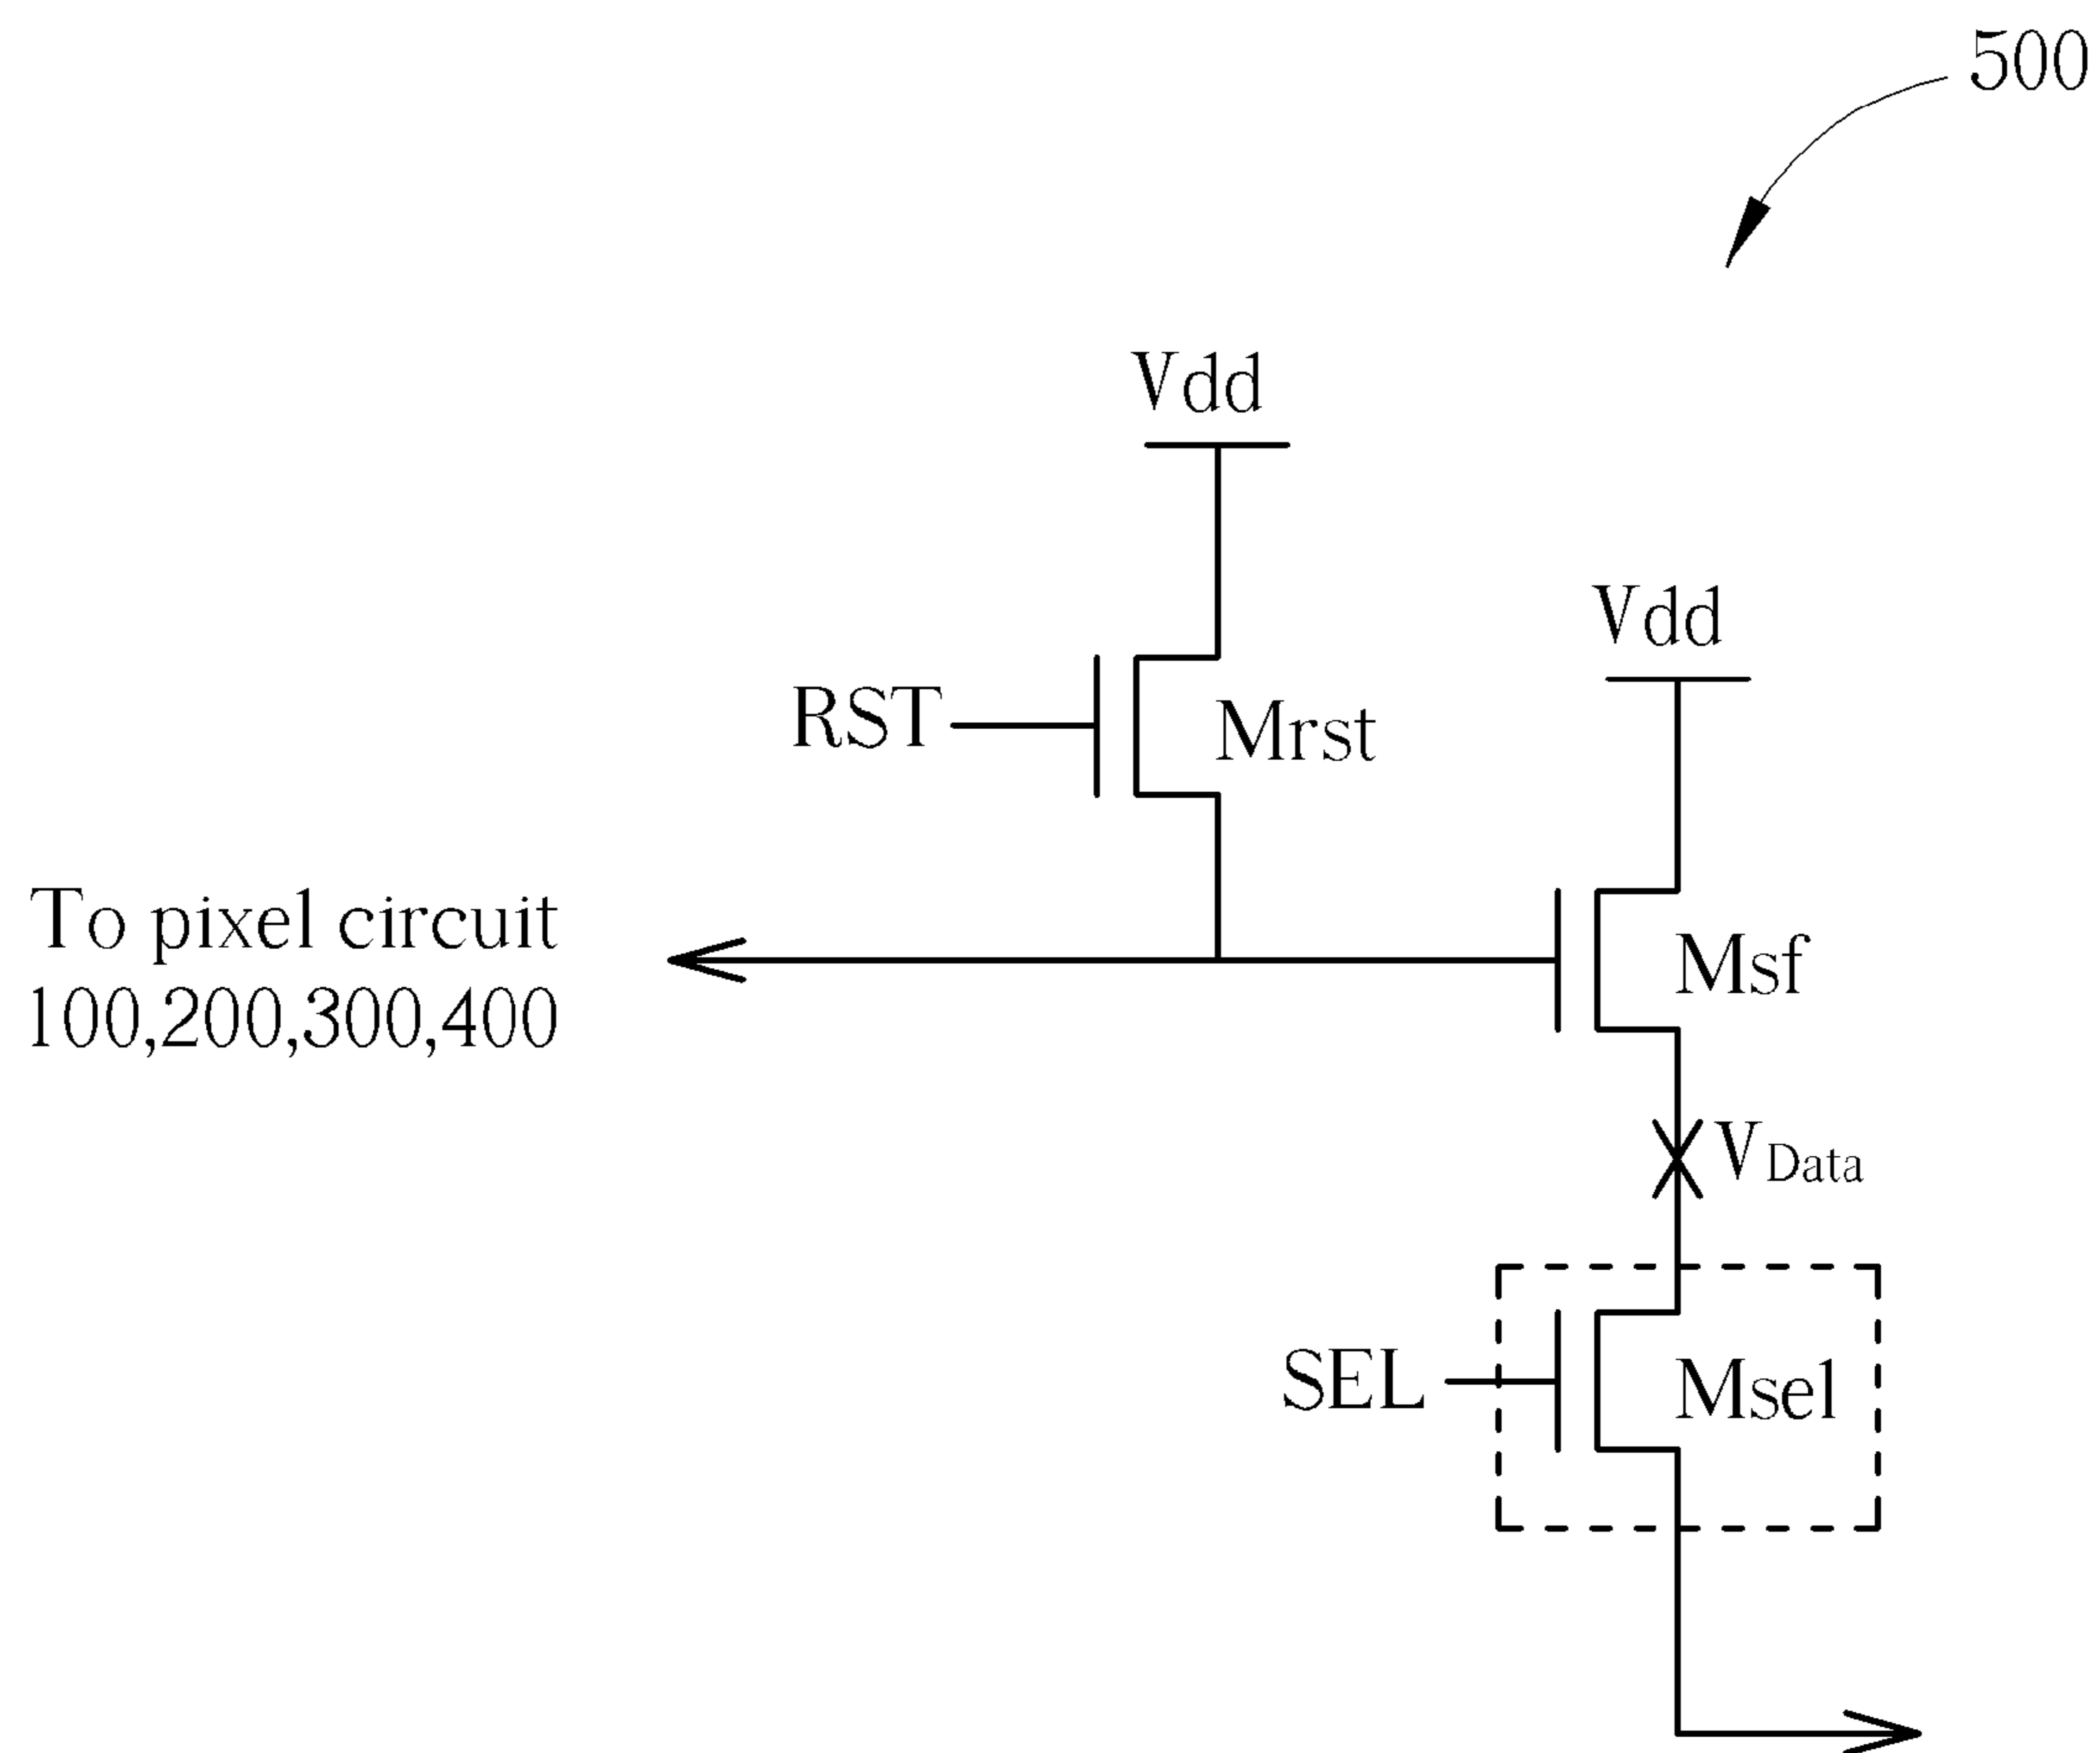 500
Vdd
Vdd
RST
Mrst
To pixel circuit
100,200,300,400
Msf
VData
SEL
Msel